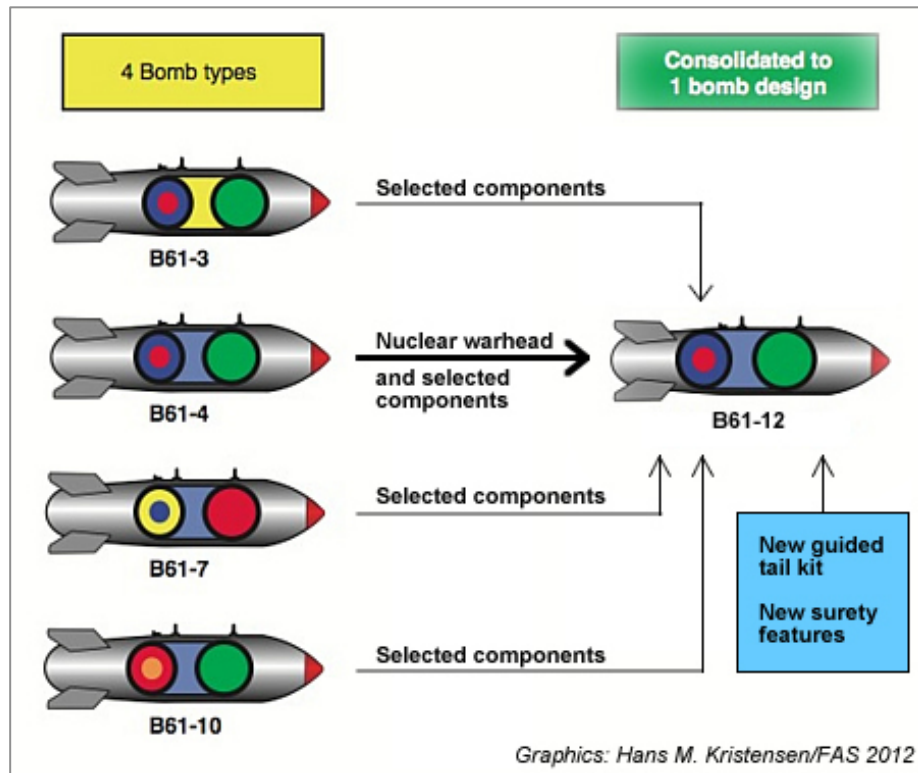 4 Bomb types
Consolidated to
1 bomb design
Selected components
B61-3
Nuclear warhead
and selected
components
B61-4
B61-12
Selected components
B61-7
New guided
tail kit
New surety
features
Selected components
B61-10
Graphics: Hans M. Kristensen/FAS 2012